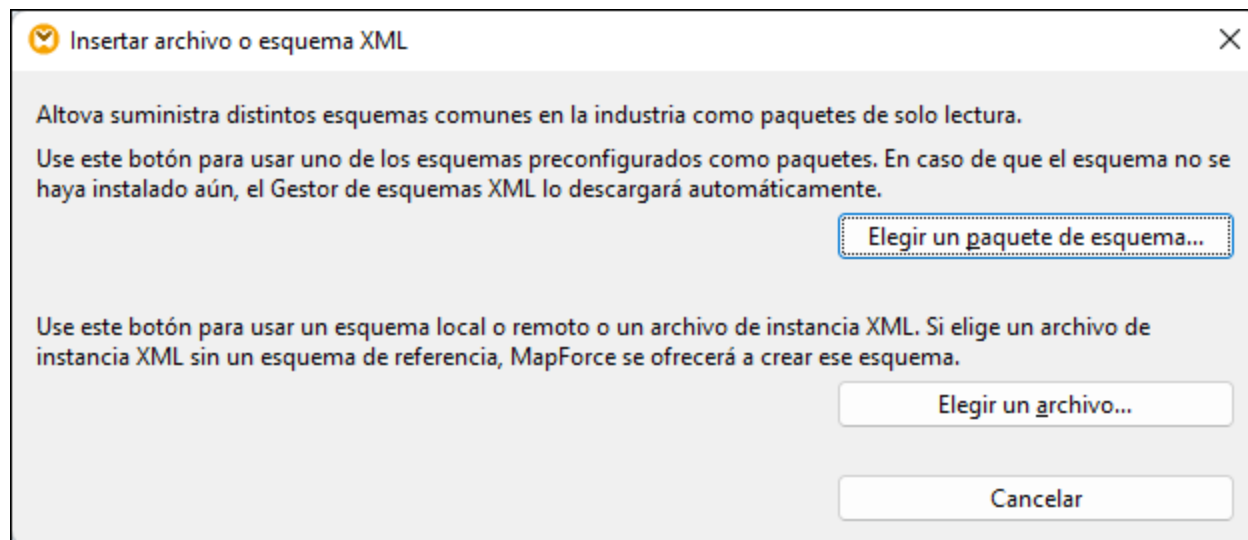 Insertar archivo o esquema XML
Altova suministra distintos esquemas comunes en la industria como paquetes de solo lectura.
Use este botón para usar uno de los esquemas preconfigurados como paquetes. En caso de que el esquema no se
haya instalado aún, el Gestor de esquemas XML lo descargará automáticamente.
Elegir un paquete de esquema...
Use este botón para usar un esquema local o remoto o un archivo de instancia XML. Si elige un archivo de
instancia XML sin un esquema de referencia, MapForce se ofrecerá a crear ese esquema.
Elegir un archivo...
Cancelar